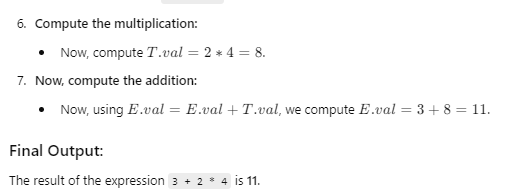 6. Compute the multiplication:
• Now, compute T.val = 2 * 4 = 8.
7. Now, compute the addition:
• Now, using E.val = E.val + T.val, we compute E.val = 3 + 8 = 11.
Final Output:
The result of the expression 3 + 2 * 4 is 11.